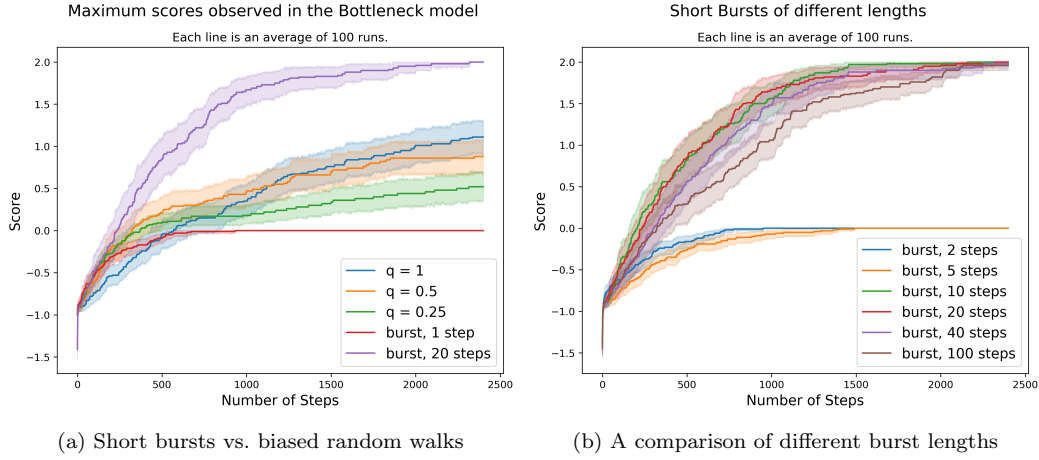 Maximum scores observed in the Bottleneck model
Each line is an average of 100 runs.
2.0
1.5
1.0
0.5
0.0
−0.5
−1.0
−1.5
Score
0 500 1000 1500 2000 2500
Number of Steps
q = 1
q = 0.5
q = 0.25
burst, 1 step
burst, 20 steps
(a) Short bursts vs. biased random walks
Short Bursts of different lengths
Each line is an average of 100 runs.
2.0
1.5
1.0
0.5
0.0
−0.5
−1.0
−1.5
Score
0 500 1000 1500 2000 2500
Number of Steps
burst, 2 steps
burst, 5 steps
burst, 10 steps
burst, 20 steps
burst, 40 steps
burst, 100 steps
(b) A comparison of different burst lengths